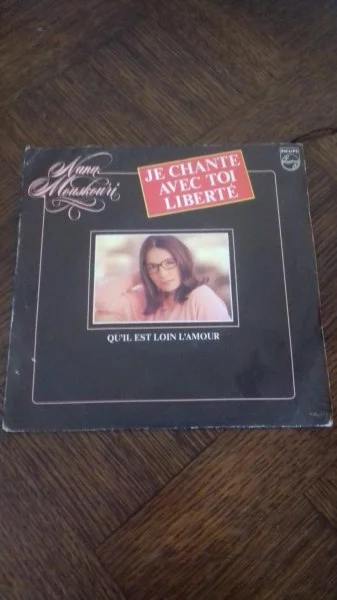 Nana
Mouskouri
JE CHANTE
AVEC TOI
LIBERTÉ
PHILIPS
QU'IL EST LOIN L'AMOUR